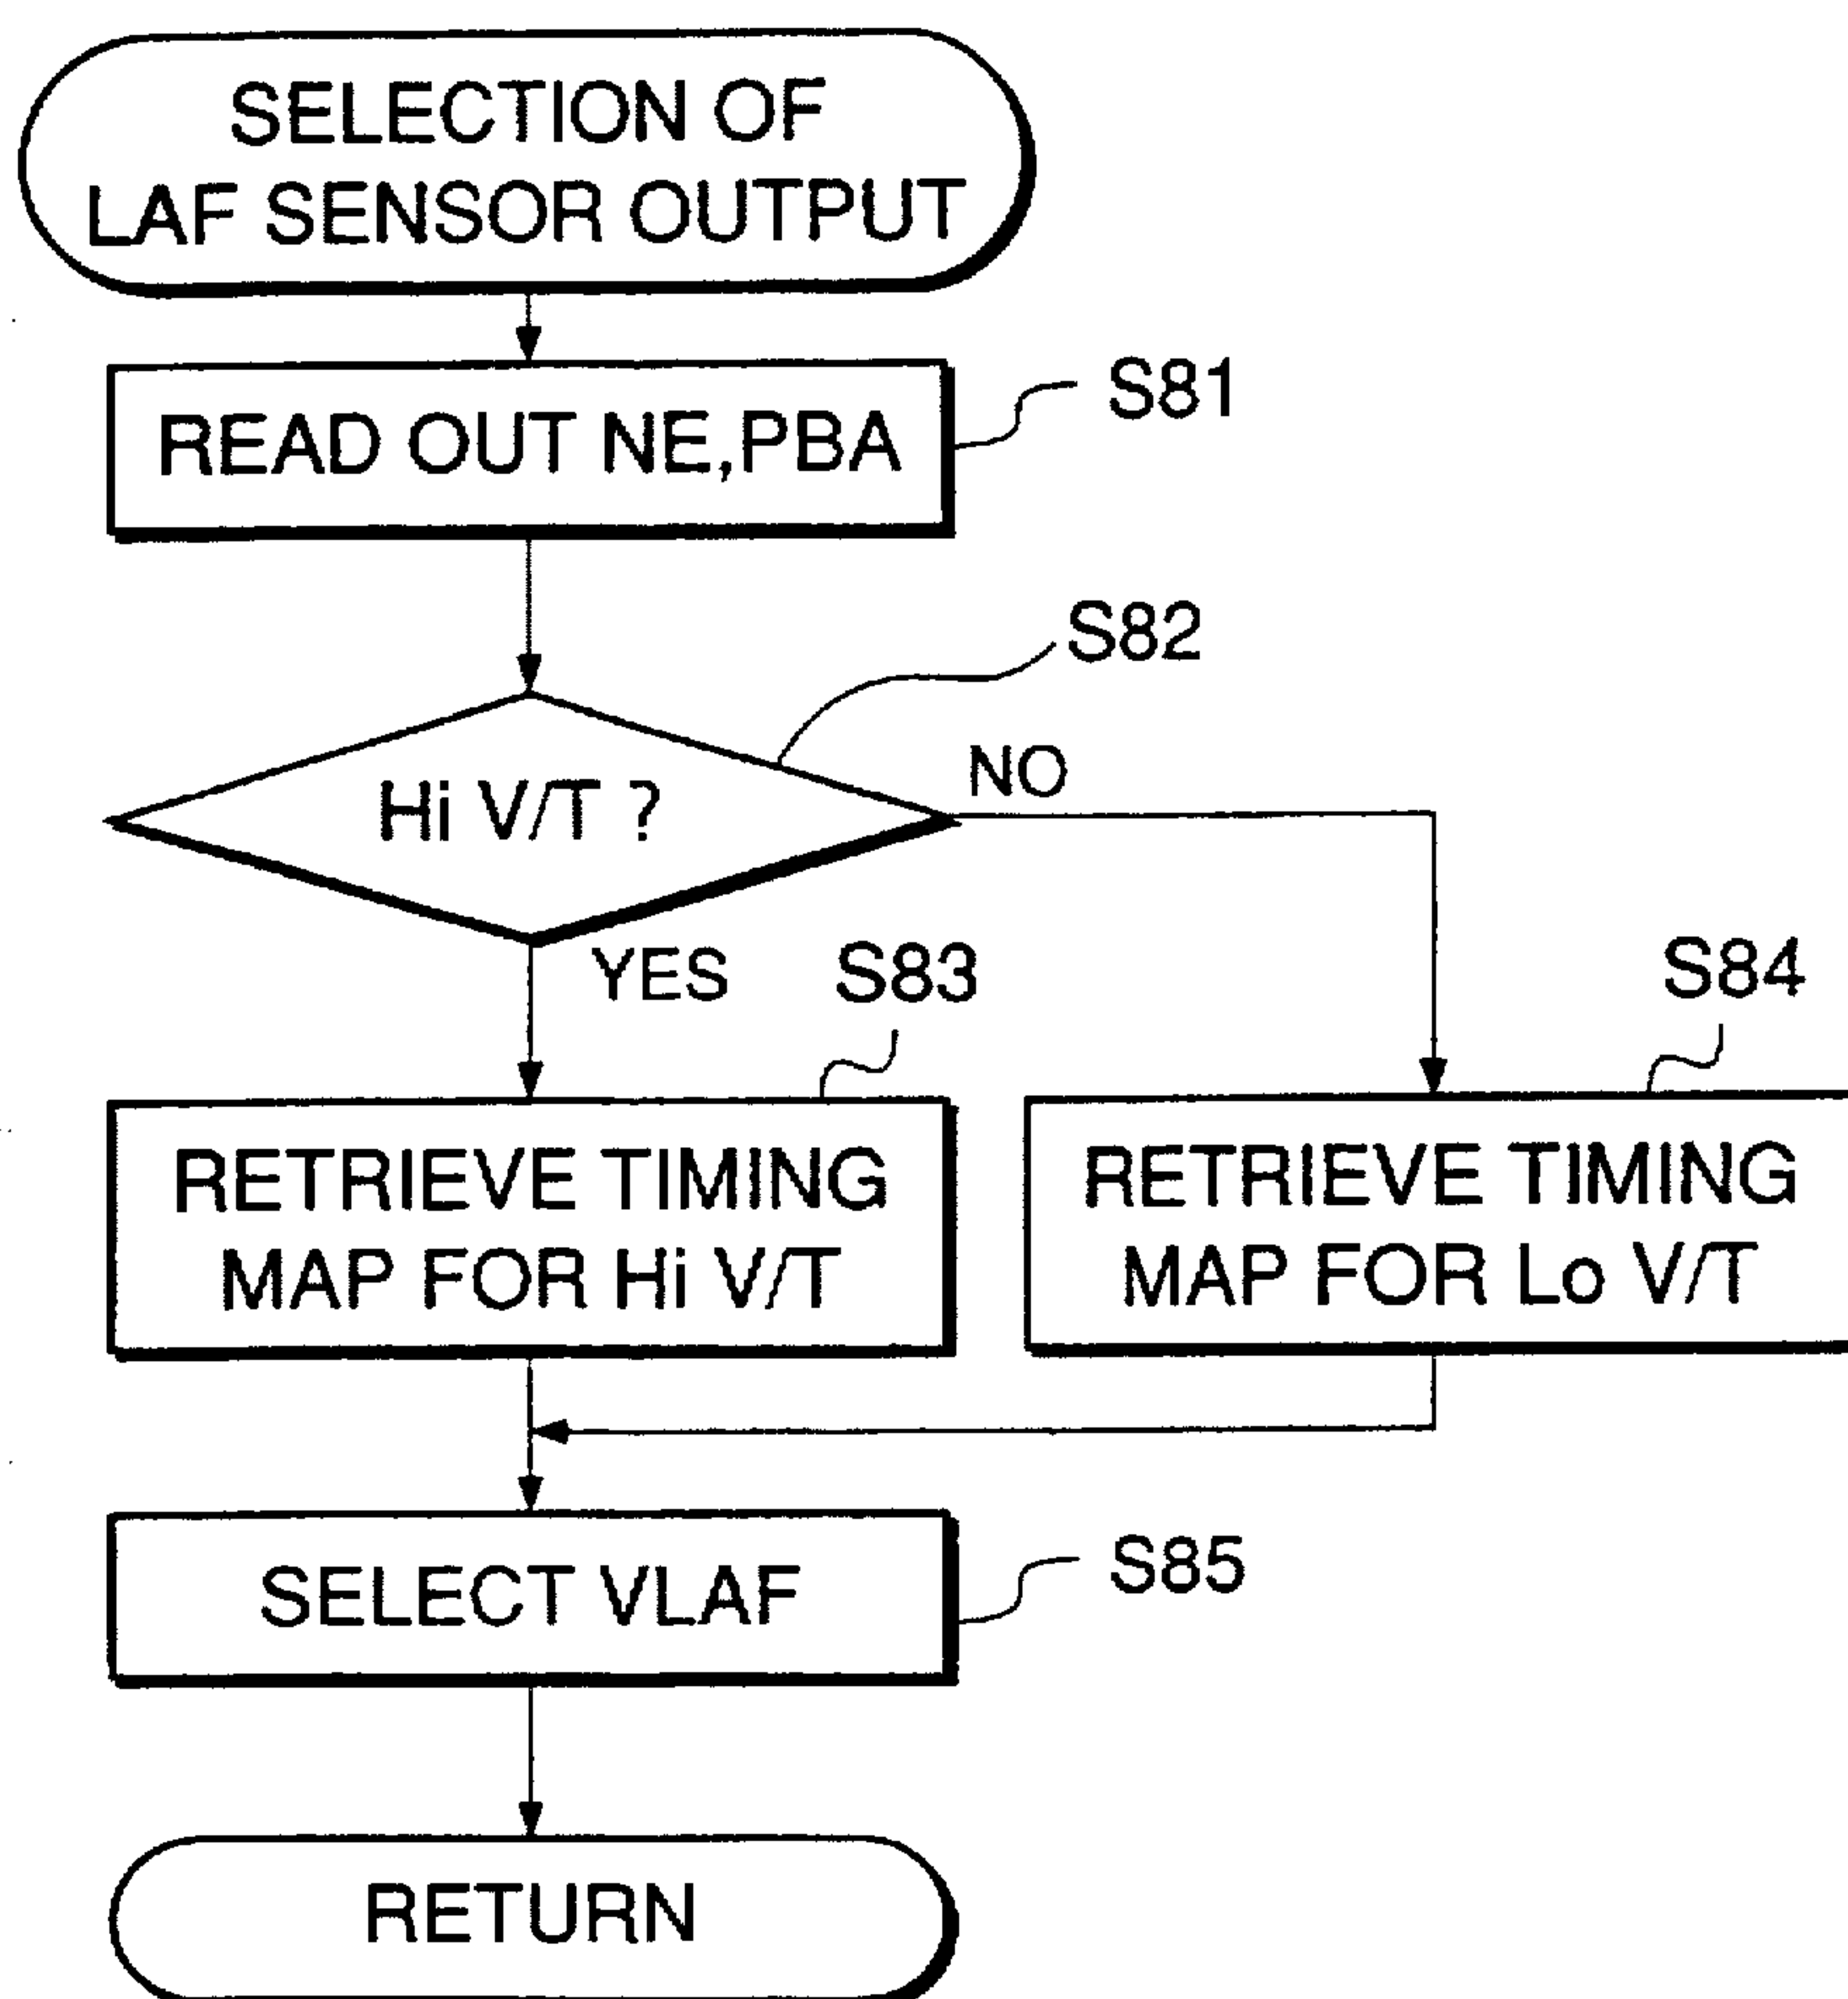 SELECTION OF
LAF SENSOR OUTPUT
READ OUT NE,PBA
S81
S82
Hi V/T ?
NO
YES
S83
S84
RETRIEVE TIMING
MAP FOR Hi V/T
RETRIEVE TIMING
MAP FOR Lo V/T
SELECT VLAF
S85
RETURN